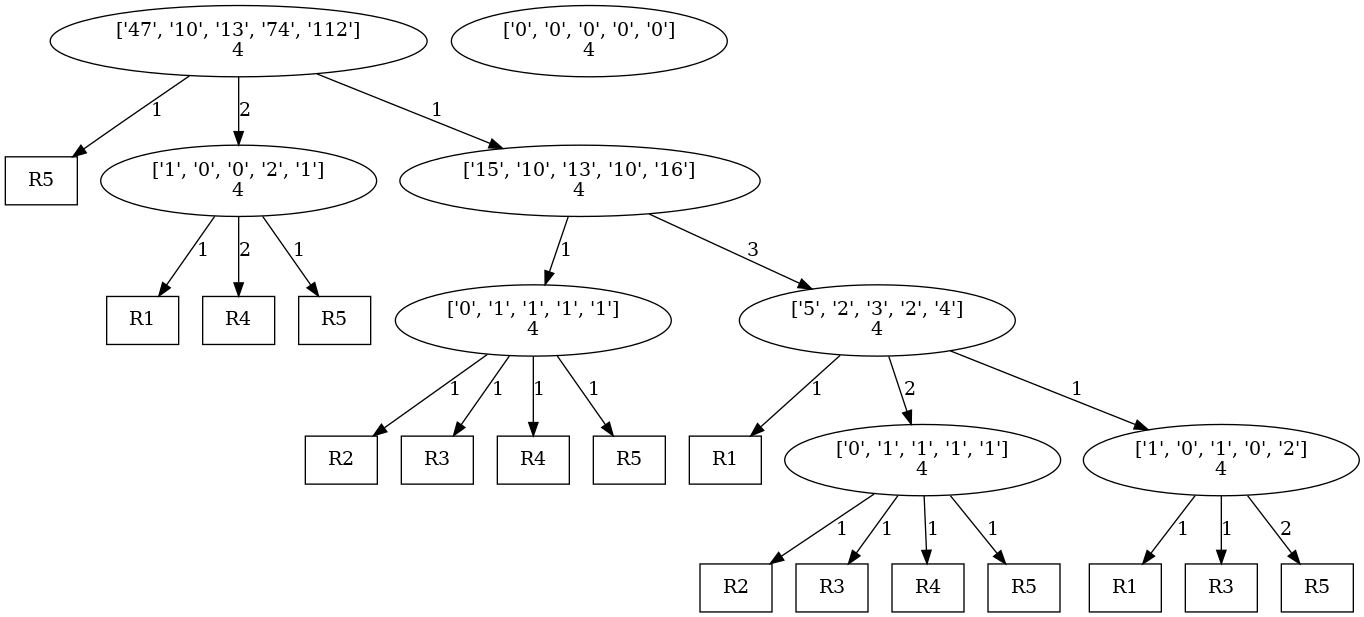 ['47', '10', '13', '74', '112']
4
['0', '0', '0', '0', '0']
4
1
2
1
R5
['1', '0', '0', '2', '1']
4
['15', '10', '13', '10', '16']
4
1
2
1
1
3
R1
R4
R5
['0', '1', '1', '1', '1']
4
['5', '2', '3', '2', '4']
4
1
1
1
1
1
2
1
R2
R3
R4
R5
R1
['0', '1', '1', '1', '1']
4
['1', '0', '1', '0', '2']
4
1
1
1
1
1
1
2
R2
R3
R4
R5
R1
R3
R5